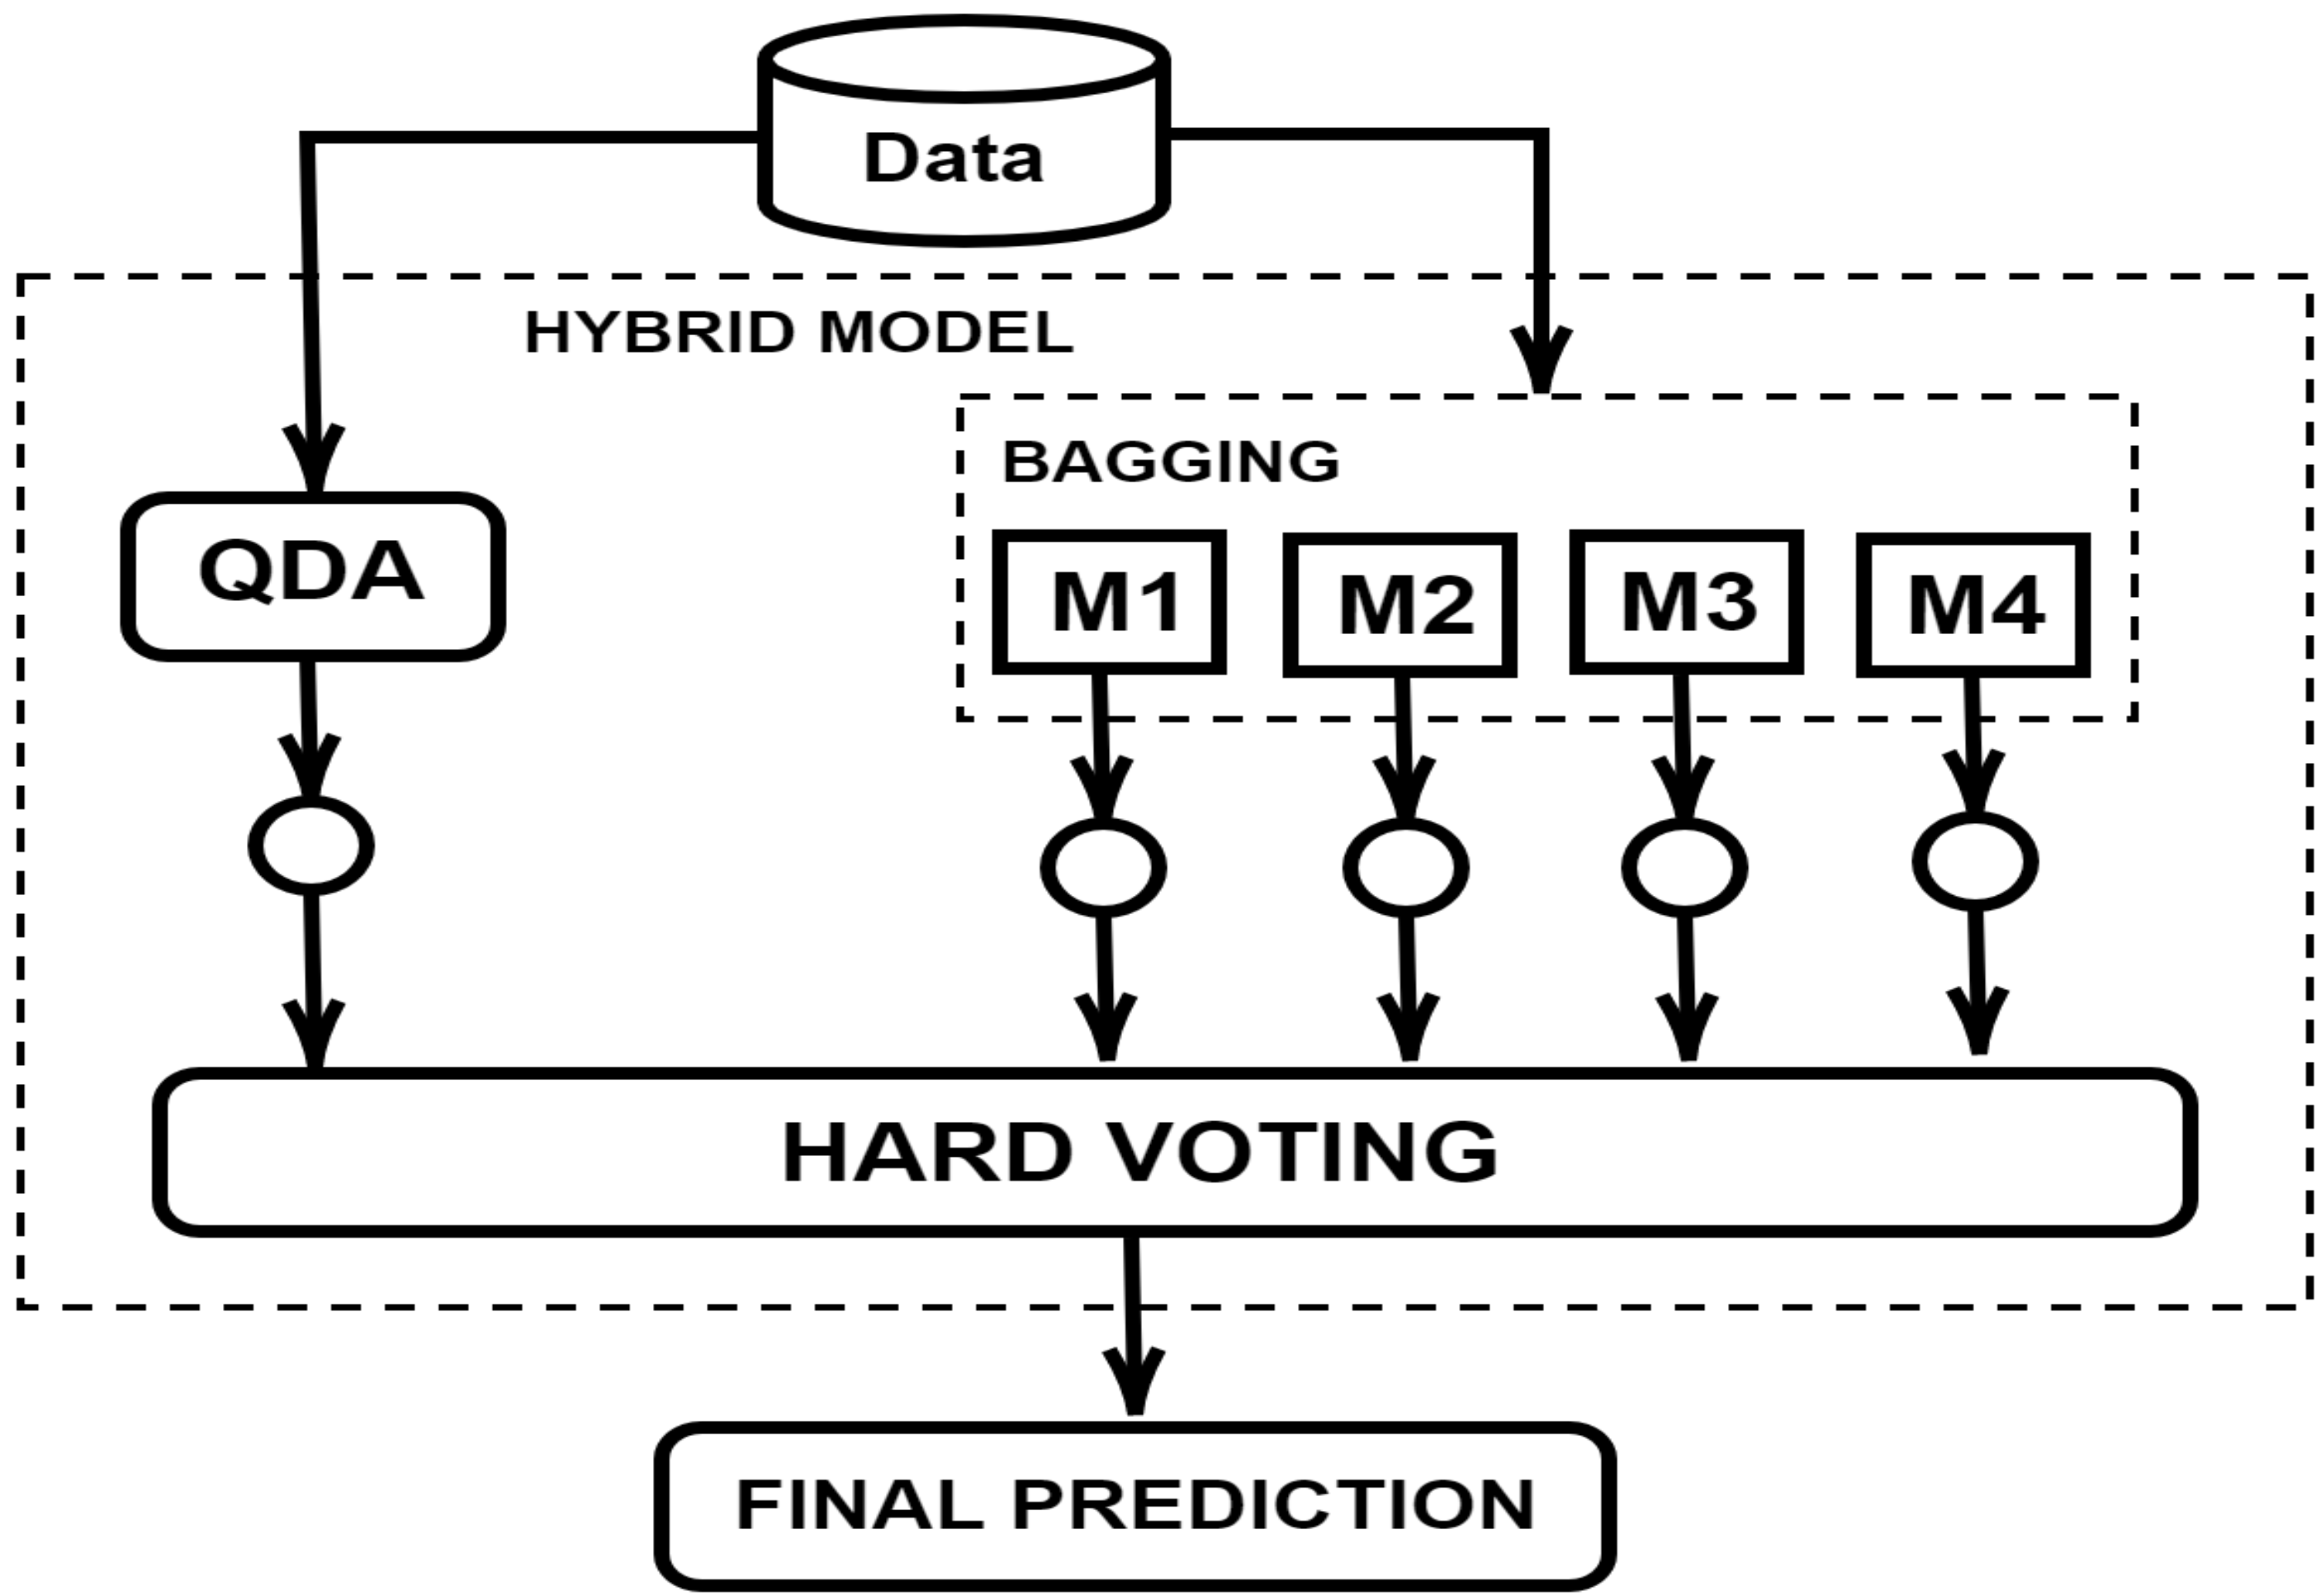 Data
HYBRID MODEL
BAGGING
QDA
M1
M2
M3
M4
HARD VOTING
FINAL PREDICTION